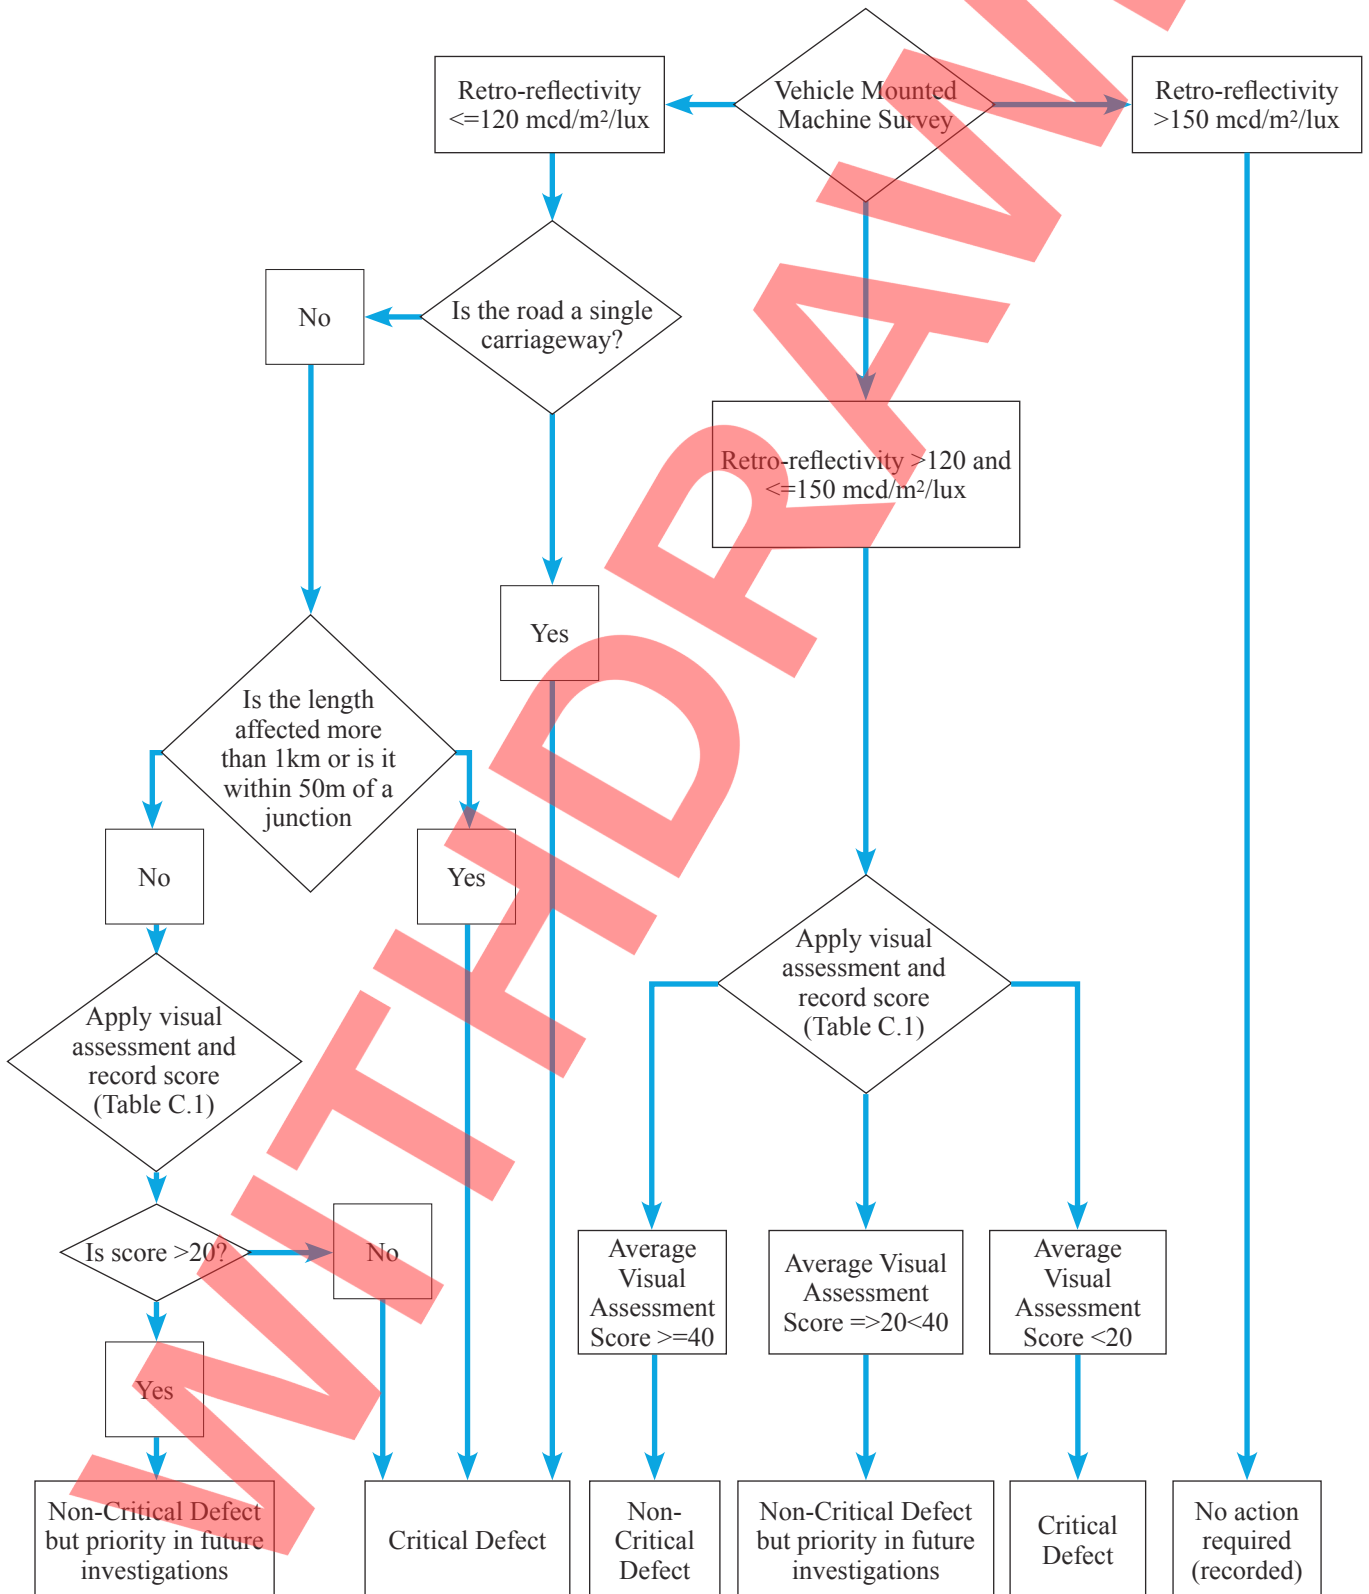 Retro-reflectivity
<=120 mcd/m²/lux
Vehicle Mounted
Machine Survey
Retro-reflectivity
>150 mcd/m²/lux
No
Is the road a single
carriageway?
Retro-reflectivity >120 and
<=150 mcd/m²/lux
Yes
Is the length
affected more
than 1km or is it
within 50m of a
junction
No
Yes
Apply visual
assessment and
record score
(Table C.1)
Apply visual
assessment and
record score
(Table C.1)
Is score >20?
No
Average
Visual
Assessment
Score >=40
Average Visual
Assessment
Score =>20<40
Average
Visual
Assessment
Score <20
Yes
Non-Critical Defect
but priority in future
investigations
Critical Defect
Non-
Critical
Defect
Non-Critical Defect
but priority in future
investigations
Critical
Defect
No action
required
(recorded)
WITHDRAW